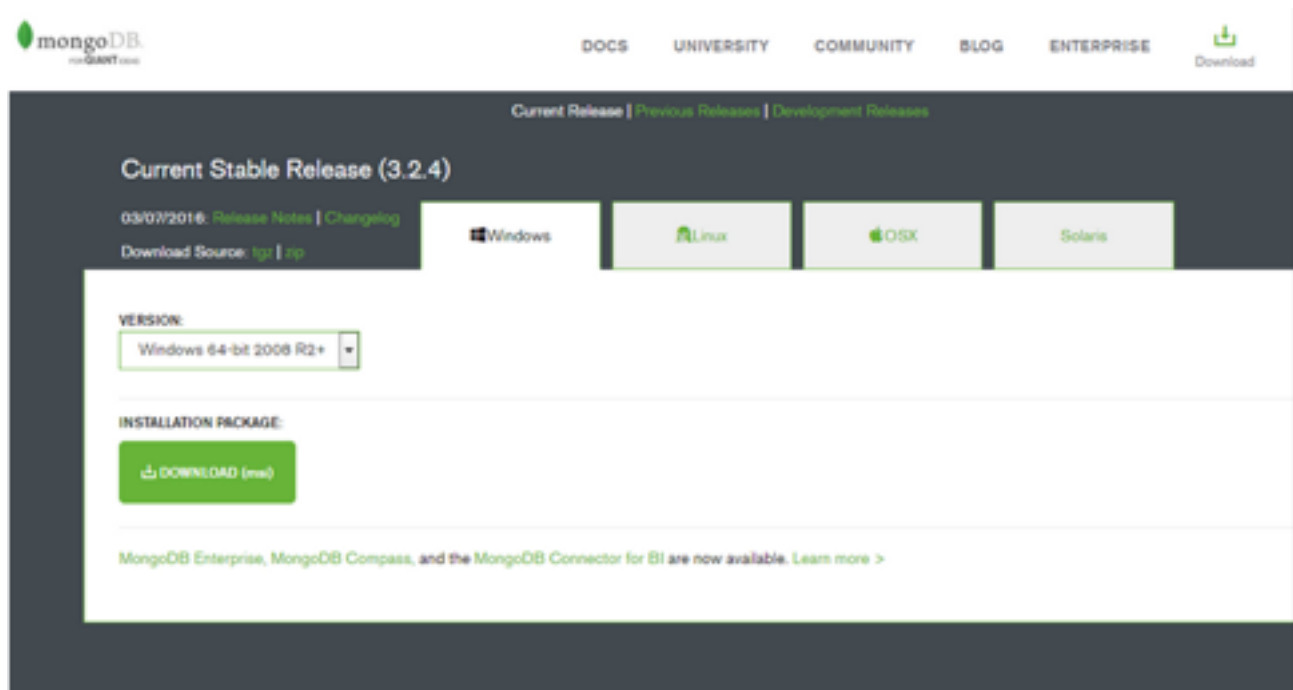 mongoDB.
FOR GIANT IDEAS
DOCS UNIVERSITY COMMUNITY BLOG ENTERPRISE Download
Current Release | Previous Releases | Development Releases
Current Stable Release (3.2.4)
03/07/2016: Release Notes | Changelog
Download Source: tgz | zip
Windows Linux OSX Solaris
VERSION:
Windows 64-bit 2008 R2+
INSTALLATION PACKAGE:
DOWNLOAD (msi)
MongoDB Enterprise, MongoDB Compass, and the MongoDB Connector for BI are now available. Learn more >